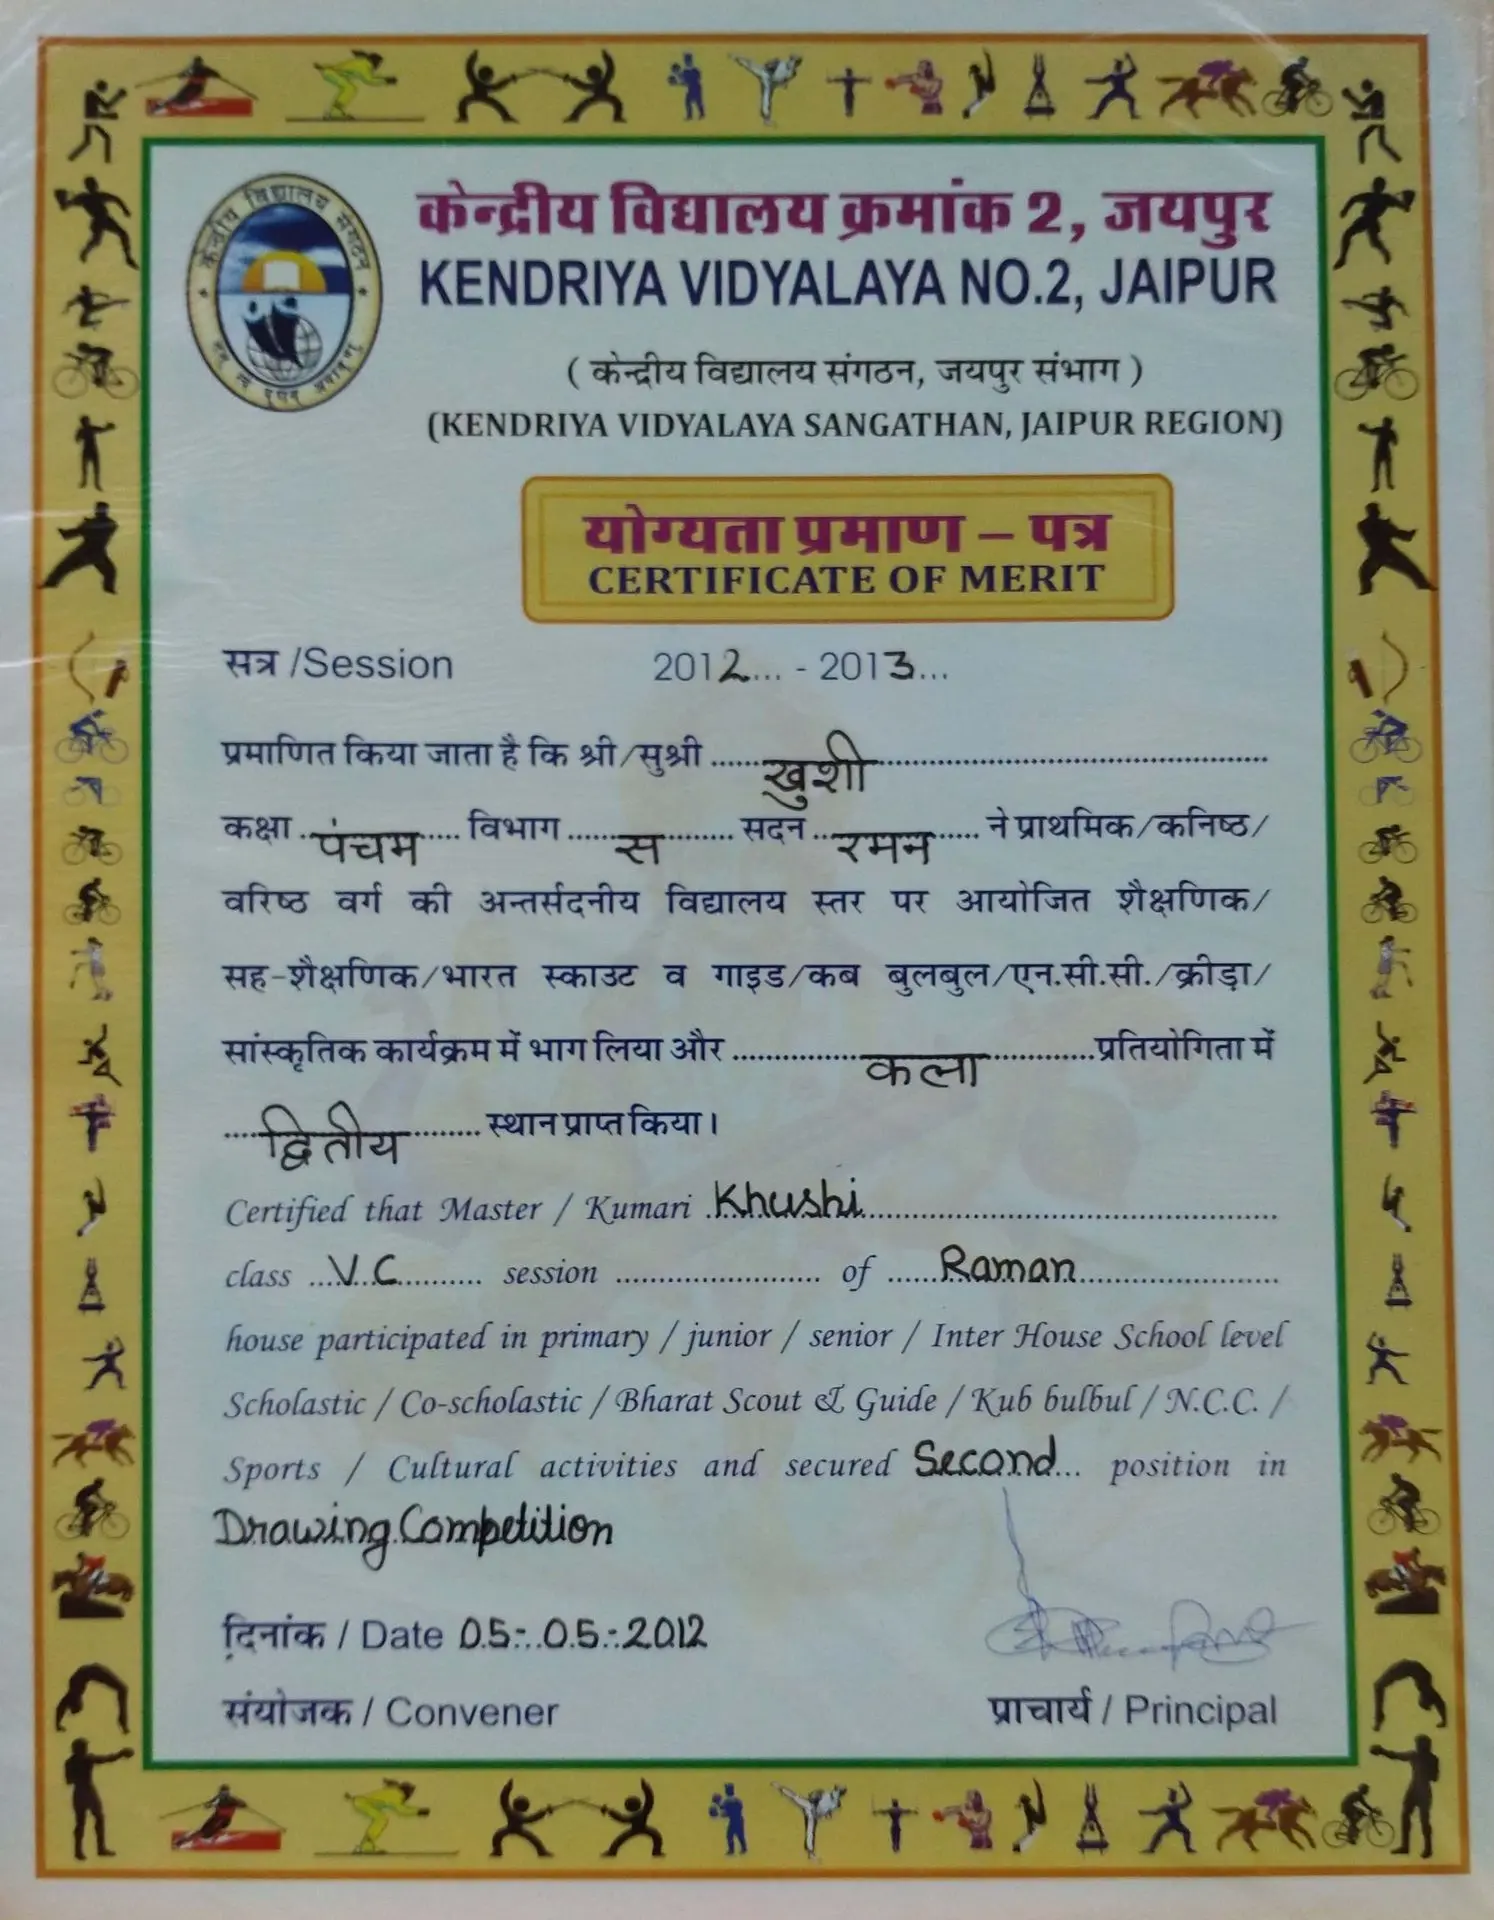 केन्द्रीय विद्यालय संगठन
तत् त्वं पूषन् अपावृणु
केन्द्रीय विद्यालय क्रमांक 2, जयपुर
KENDRIYA VIDYALAYA NO.2, JAIPUR
( केन्द्रीय विद्यालय संगठन, जयपुर संभाग )
(KENDRIYA VIDYALAYA SANGATHAN, JAIPUR REGION)
योग्यता प्रमाण – पत्र
CERTIFICATE OF MERIT
सत्र /Session 2012... - 2013...
प्रमाणित किया जाता है कि श्री/सुश्री ......खुशी......
कक्षा ..पंचम..... विभाग ......स........ सदन ...रमन...... ने प्राथमिक/कनिष्ठ/
वरिष्ठ वर्ग की अन्तर्सदनीय विद्यालय स्तर पर आयोजित शैक्षणिक/
सह-शैक्षणिक/भारत स्काउट व गाइड/कब बुलबुल/एन.सी.सी./क्रीड़ा/
सांस्कृतिक कार्यक्रम में भाग लिया और ..............कला..............प्रतियोगिता में
.....द्वितीय......... स्थान प्राप्त किया।
Certified that Master / Kumari .Khushi..........
class ...V.C.......... session ...................... of ......Raman..........
house participated in primary / junior / senior / Inter House School level
Scholastic / Co-scholastic / Bharat Scout & Guide / Kub bulbul / N.C.C. /
Sports / Cultural activities and secured Second... position in
Drawing Competition
दिनांक / Date 05-05-2012
संयोजक / Convener प्राचार्य / Principal